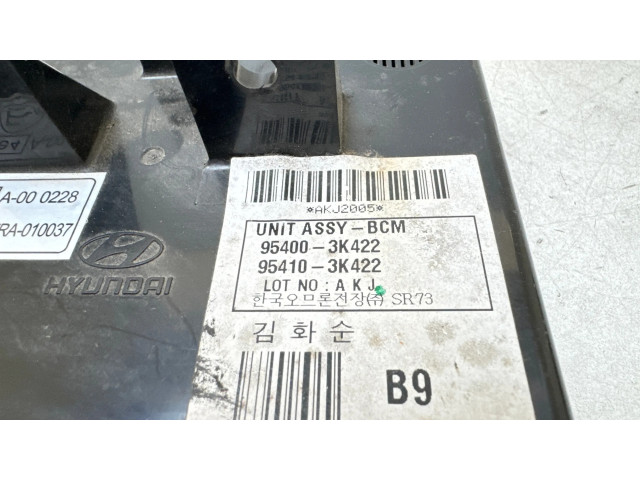 A-00 0228
RA-010037
HYUNDAI
*AKJ2005*
UNIT ASSY-BCM
95400-3K422
95410-3K422
LOT NO : A K J
한국오므론전장(주) SR73
김 화 순
B9